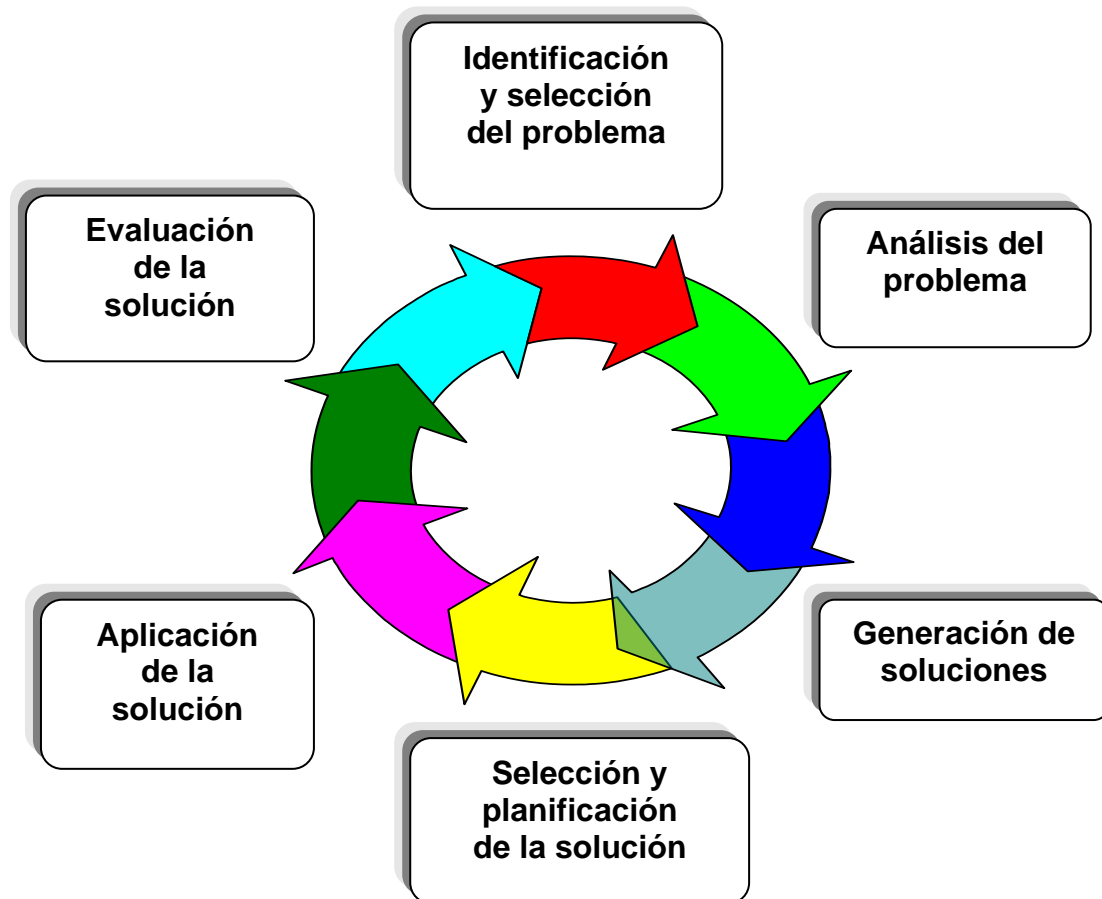 Identificación
y selección
del problema
Análisis del
problema
Generación de
soluciones
Selección y
planificación
de la solución
Aplicación
de la
solución
Evaluación
de la
solución